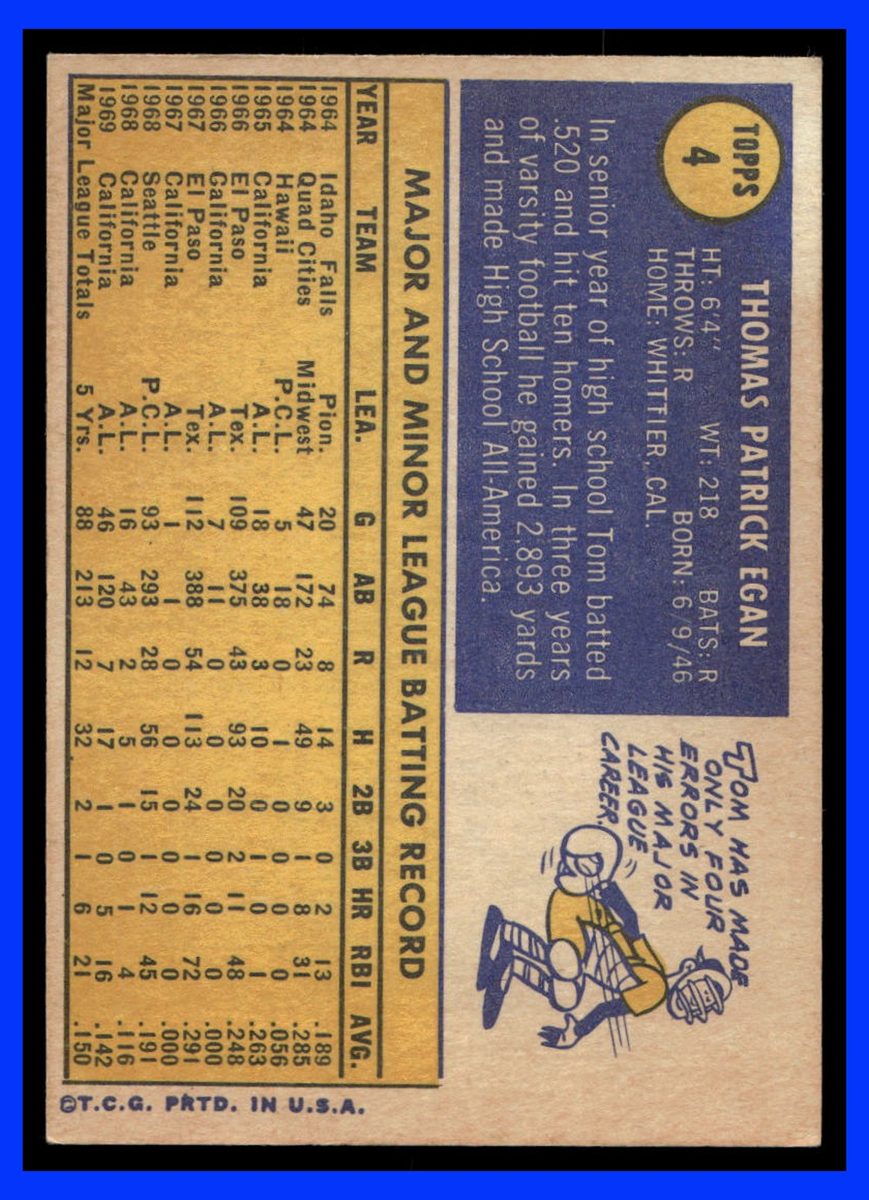 TOPPS
4
THOMAS PATRICK EGAN
HT: 6'4" WT: 218 BATS: R
THROWS: R BORN: 6/9/46
HOME: WHITTIER, CAL.
In senior year of high school Tom batted
.520 and hit ten homers. In three years
of varsity football he gained 2,893 yards
and made High School All-America.
TOM HAS MADE
ONLY FOUR
ERRORS IN
HIS MAJOR
LEAGUE
CAREER.
MAJOR AND MINOR LEAGUE BATTING RECORD
YEAR TEAM LEA. G AB R H 2B 3B HR RBI AVG.
1964 Idaho Falls Pion. 20 74 8 14 3 0 2 13 .189
1964 Quad Cities Midwest 47 172 23 49 9 1 8 31 .285
1964 Hawaii P.C.L. 5 18 0 1 0 0 0 0 .056
1965 California A.L. 18 38 3 10 0 1 0 1 .263
1966 El Paso Tex. 109 375 43 93 20 2 11 48 .248
1966 California A.L. 7 11 0 0 0 0 0 0 .000
1967 El Paso Tex. 112 388 54 113 24 1 16 72 .291
1967 California A.L. 1 1 0 0 0 0 0 0 .000
1968 Seattle P.C.L. 93 293 28 56 15 1 12 45 .191
1968 California A.L. 16 43 2 5 1 0 1 4 .116
1969 California A.L. 46 120 7 17 1 0 5 16 .142
Major League Totals 5 Yrs. 88 213 12 32 2 1 6 21 .150
©T.C.G. PRTD. IN U.S.A.